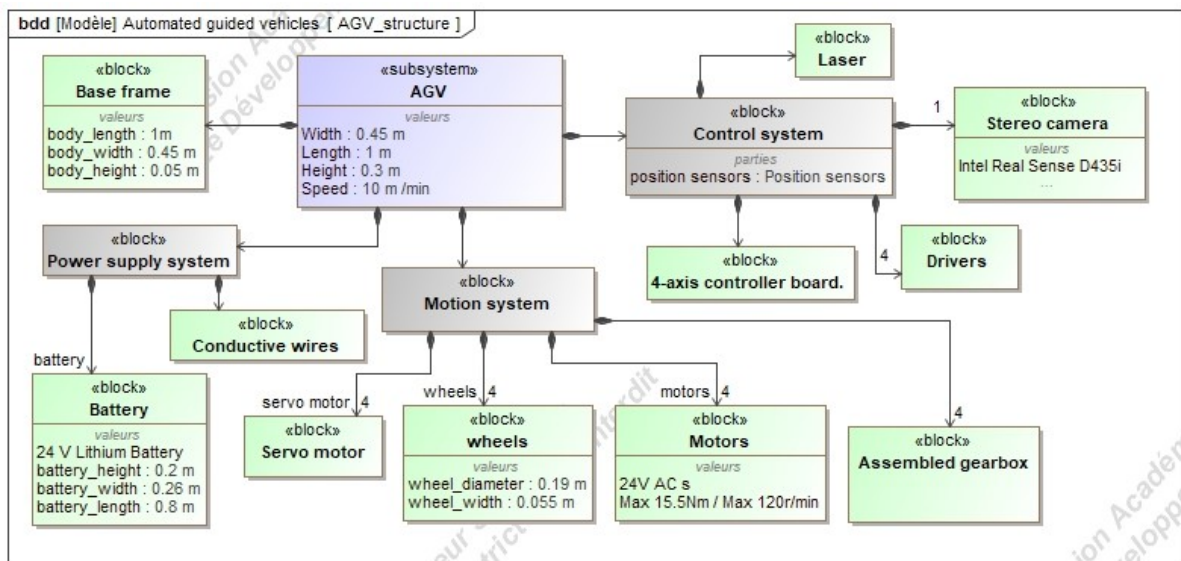 bdd [Modèle] Automated guided vehicles [ AGV_structure ]
«block»
Base frame
valeurs
body_length : 1m
body_width : 0.45 m
body_height : 0.05 m
«subsystem»
AGV
valeurs
Width : 0.45 m
Length : 1 m
Height : 0.3 m
Speed : 10 m /min
«block»
Laser
«block»
Control system
parties
position sensors : Position sensors
1
«block»
Stereo camera
valeurs
Intel Real Sense D435i
...
«block»
Power supply system
«block»
Motion system
«block»
4-axis controller board.
4
«block»
Drivers
«block»
Conductive wires
battery
«block»
Battery
valeurs
24 V Lithium Battery
battery_height : 0.2 m
battery_width : 0.26 m
battery_length : 0.8 m
servo motor 4
«block»
Servo motor
wheels 4
«block»
wheels
valeurs
wheel_diameter : 0.19 m
wheel_width : 0.055 m
motors 4
«block»
Motors
valeurs
24V AC s
Max 15.5Nm / Max 120r/min
4
«block»
Assembled gearbox